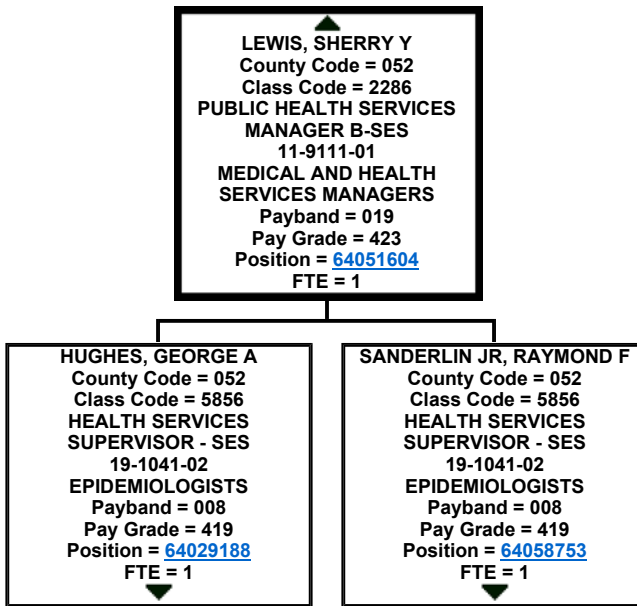 LEWIS, SHERRY Y
County Code = 052
Class Code = 2286
PUBLIC HEALTH SERVICES
MANAGER B-SES
11-9111-01
MEDICAL AND HEALTH
SERVICES MANAGERS
Payband = 019
Pay Grade = 423
Position = 64051604
FTE = 1
HUGHES, GEORGE A
County Code = 052
Class Code = 5856
HEALTH SERVICES
SUPERVISOR - SES
19-1041-02
EPIDEMIOLOGISTS
Payband = 008
Pay Grade = 419
Position = 64029188
FTE = 1
SANDERLIN JR, RAYMOND F
County Code = 052
Class Code = 5856
HEALTH SERVICES
SUPERVISOR - SES
19-1041-02
EPIDEMIOLOGISTS
Payband = 008
Pay Grade = 419
Position = 64058753
FTE = 1